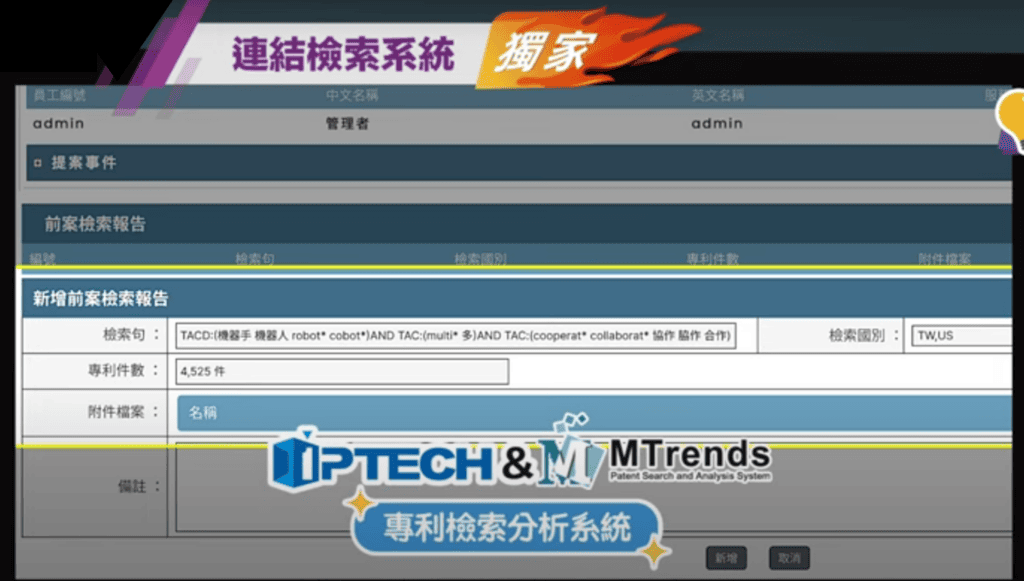 連結檢索系統 獨家
員工編號 中文名稱 英文名稱
admin 管理者 admin
提案事件
前案檢索報告
編號 檢索句 檢索國別 專利件數 附件檔案
新增前案檢索報告
檢索句 : TACD:(機器手 機器人 robot* cobot*)AND TAC:(multi* 多)AND TAC:(cooperat* collaborat* 協作 脇作 合作) 檢索國別 : TW,US
專利件數 : 4,525 件
附件檔案 : 名稱
IPTECH & M MTrends
Patent Search and Analysis System
備註 :
專利檢索分析系統
新增 取消